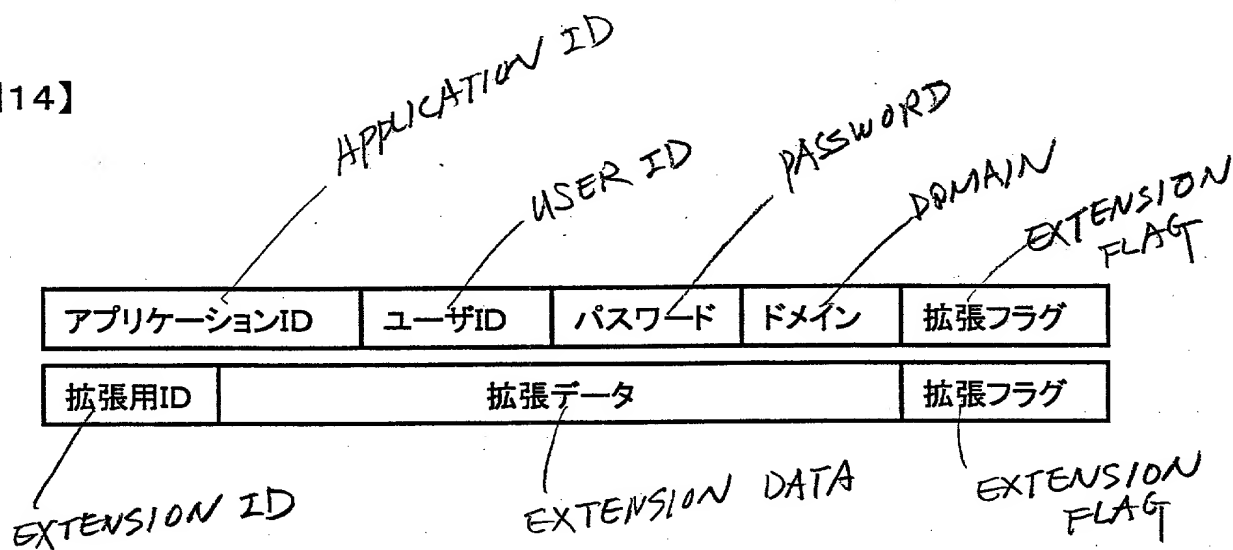 14】
APPLICATION ID
USER ID
PASSWORD
DOMAIN
EXTENSION
FLAG
アプリケーションID ユーザID パスワード ドメイン 拡張フラグ
拡張用ID 拡張データ 拡張フラグ
EXTENSION ID
EXTENSION DATA
EXTENSION
FLAG